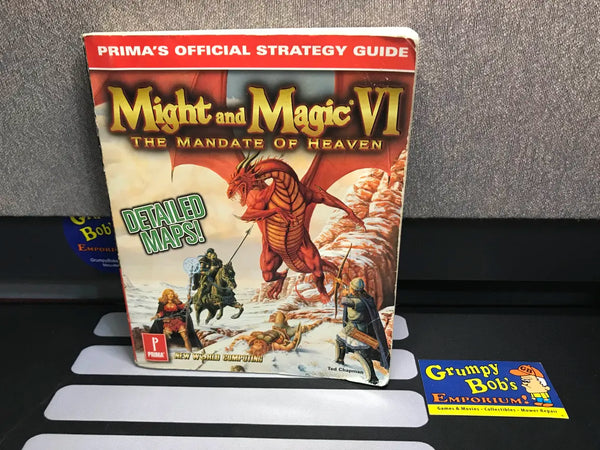 PRIMA'S OFFICIAL STRATEGY GUIDE
Might and Magic® VI
THE MANDATE OF HEAVEN
DETAILED
MAPS!
P
PRIMA
NEW WORLD COMPUTING
Ted Chapman
Bob's
EMPORIUM!
Grumpy
Bob's
EMPORIUM!
Games & Movies - Collectibles - Mower Repair